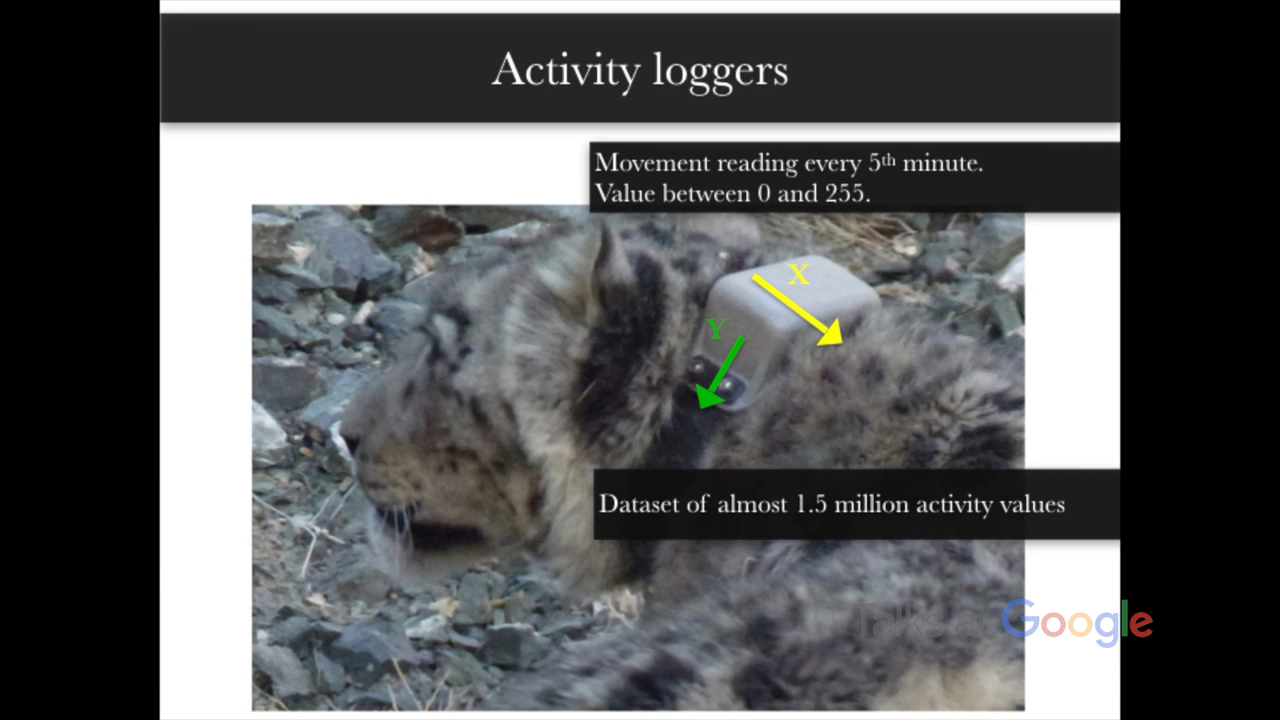 Activity loggers
Movement reading every 5th minute.
Value between 0 and 255.
X
Y
Dataset of almost 1.5 million activity values
Talks at Google